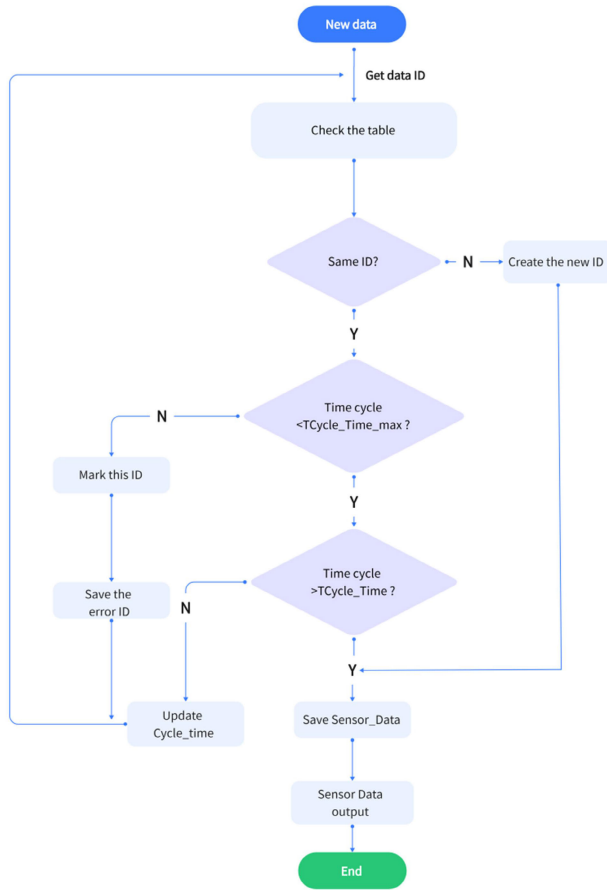 New data
Get data ID
Check the table
Same ID?
N
Create the new ID
Y
Time cycle
<TCycle_Time_max ?
N
Mark this ID
Y
Time cycle
>TCycle_Time ?
Save the
error ID
N
Y
Update
Cycle_time
Save Sensor_Data
Sensor Data
output
End